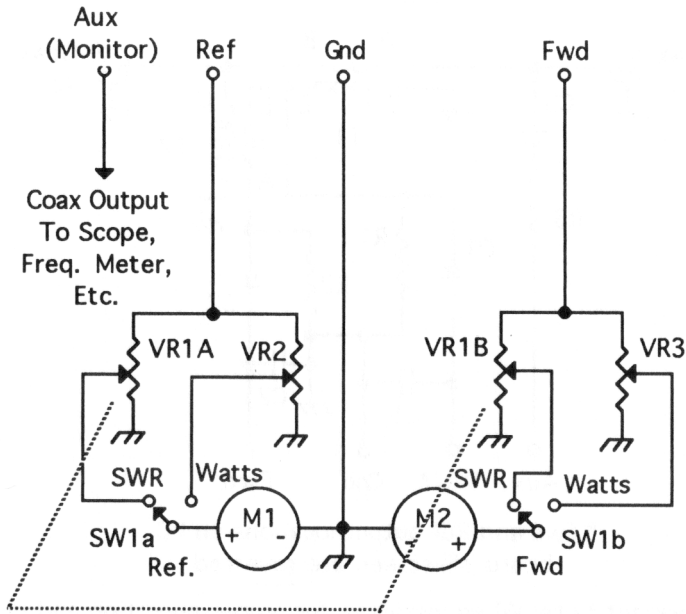 Aux
(Monitor)
Ref
Gnd
Fwd
Coax Output
To Scope,
Freq. Meter,
Etc.
VR1A
VR2
VR1B
VR3
SWR
Watts
SW1a
Ref.
+ M1 -
- M2 +
SWR
Watts
SW1b
Fwd